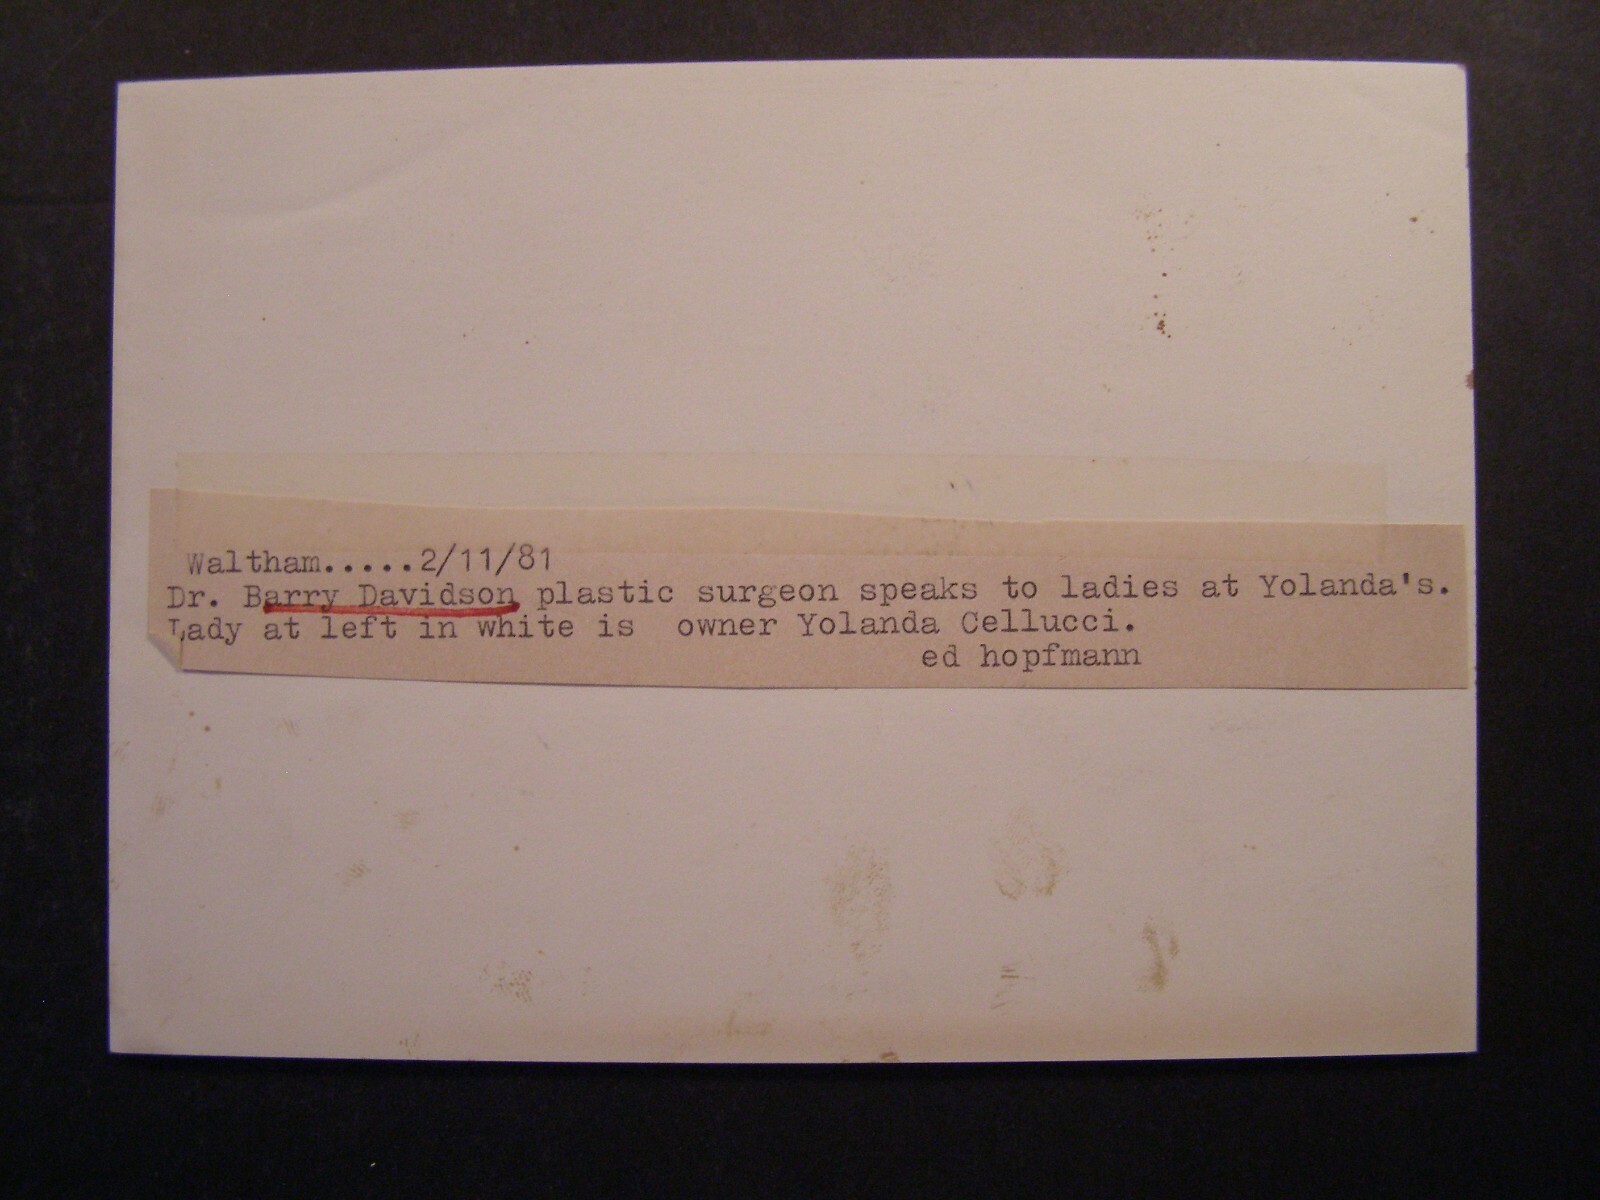 Waltham.....2/11/81
Dr. Barry Davidson plastic surgeon speaks to ladies at Yolanda's.
Lady at left in white is owner Yolanda Cellucci.
ed hopfmann